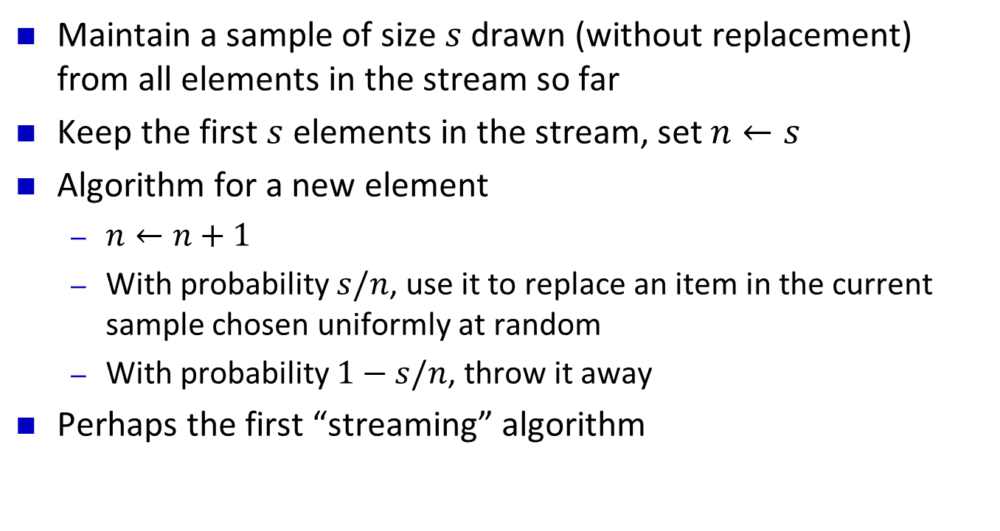 ■ Maintain a sample of size s drawn (without replacement)
from all elements in the stream so far
■ Keep the first s elements in the stream, set n ← s
■ Algorithm for a new element
– n ← n + 1
– With probability s/n, use it to replace an item in the current
sample chosen uniformly at random
– With probability 1 − s/n, throw it away
■ Perhaps the first “streaming” algorithm